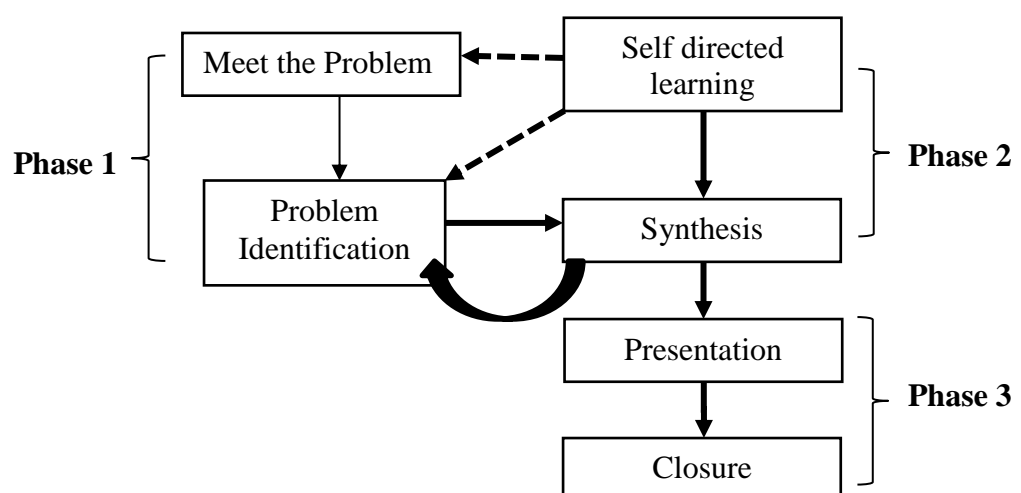 Meet the Problem
Self directed
learning
Phase 1
Phase 2
Problem
Identification
Synthesis
Presentation
Phase 3
Closure